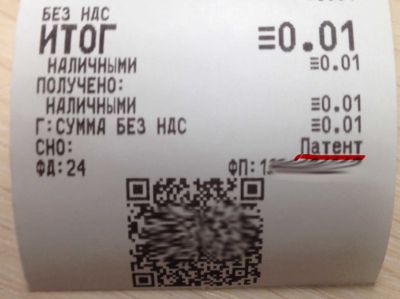 БЕЗ НДС
ИТОГ ≡0.01
НАЛИЧНЫМИ ≡0.01
ПОЛУЧЕНО:
НАЛИЧНЫМИ ≡0.01
Г:СУММА БЕЗ НДС ≡0.01
СНО: Патент
ФД:24 ФП: